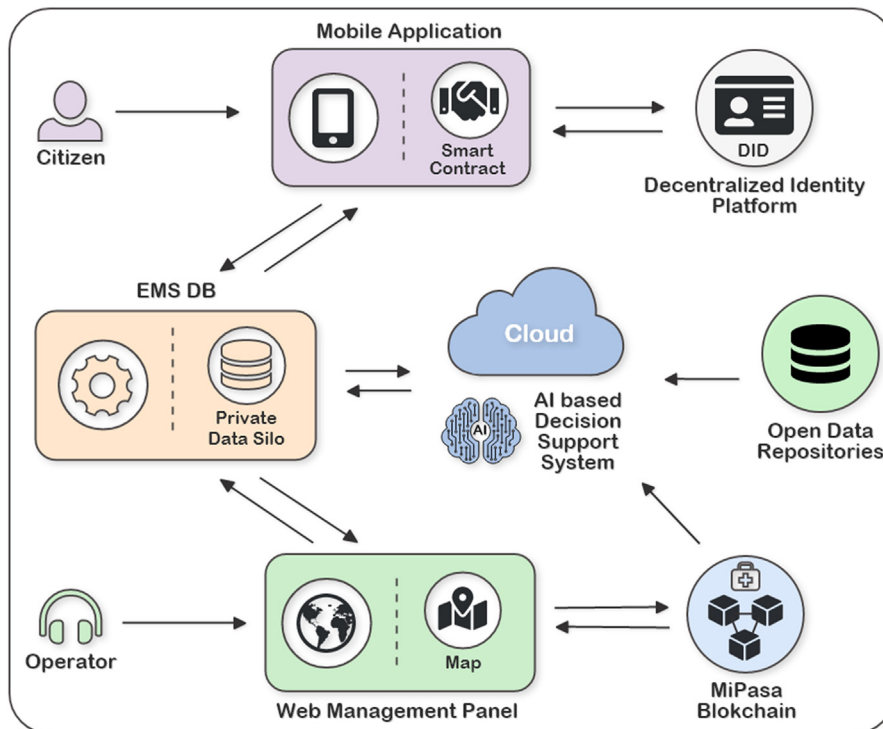 Mobile Application
Citizen
Smart
Contract
DID
Decentralized Identity
Platform
EMS DB
Private
Data Silo
Cloud
AI
AI based
Decision
Support
System
Open Data
Repositories
Operator
Map
Web Management Panel
MiPasa
Blokchain